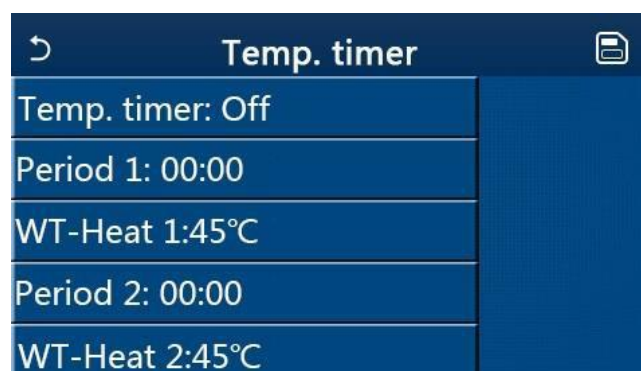 Temp. timer
Temp. timer: Off
Period 1: 00:00
WT-Heat 1:45℃
Period 2: 00:00
WT-Heat 2:45℃